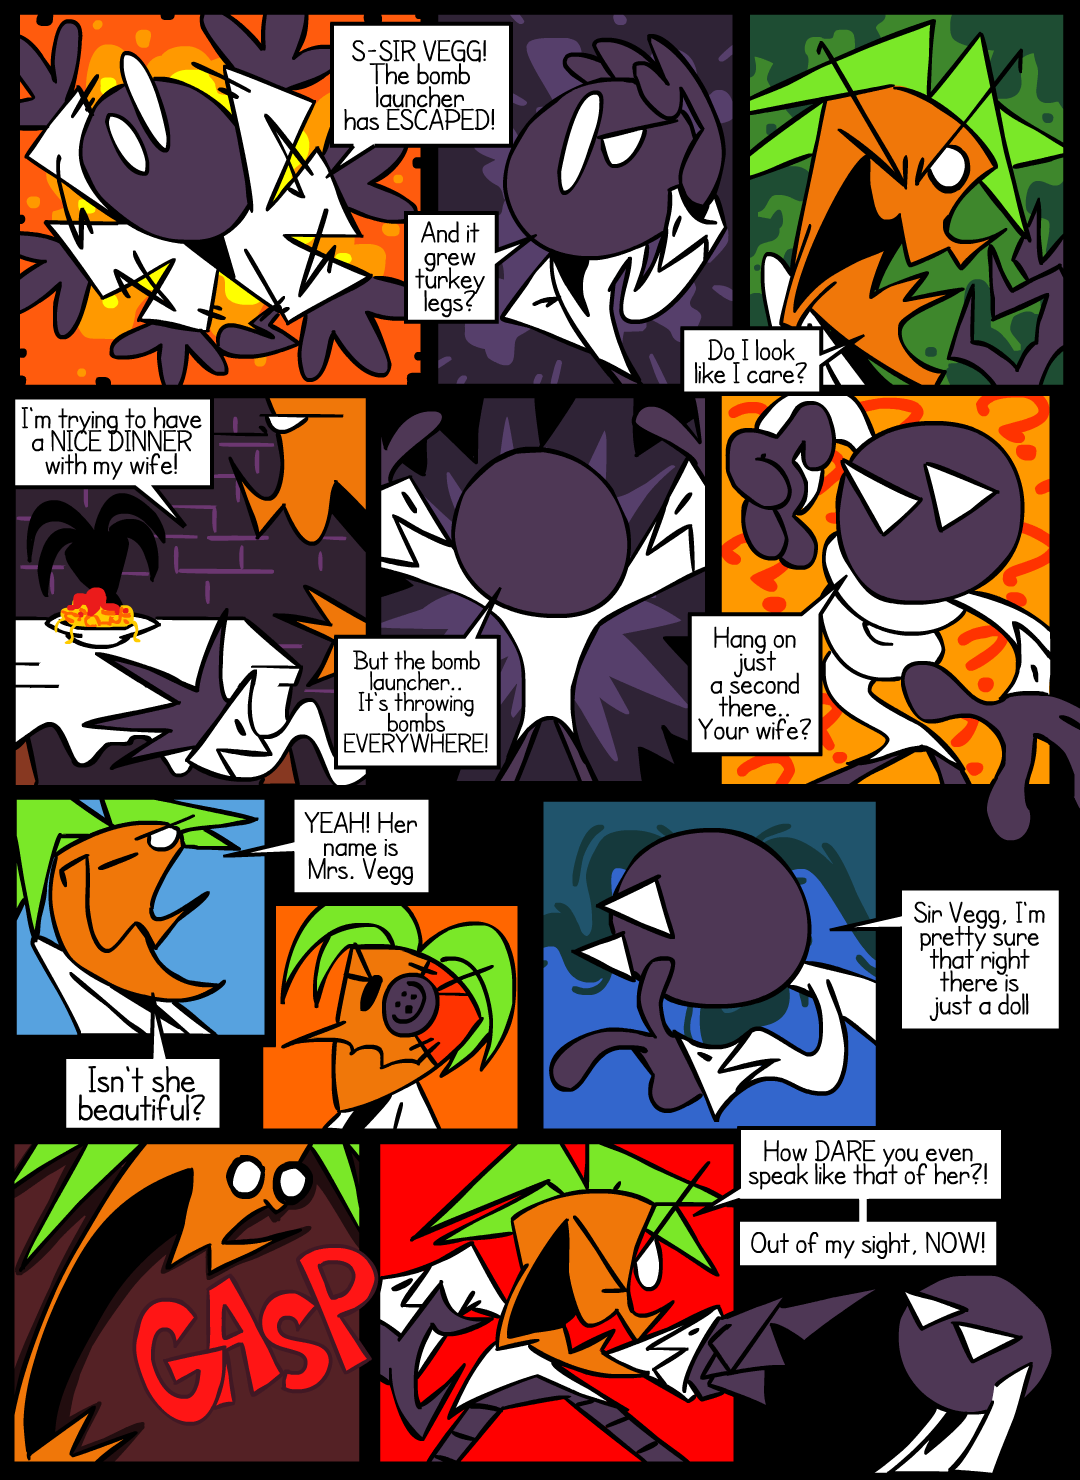 S-SIR VEGG!
The bomb
launcher
has ESCAPED!
And it
grew
turkey
legs?
Do I look
like I care?
I'm trying to have
a NICE DINNER
with my wife!
But the bomb
launcher..
It's throwing
bombs
EVERYWHERE!
Hang on
just
a second
there..
Your wife?
YEAH! Her
name is
Mrs. Vegg
Isn't she
beautiful?
Sir Vegg, I'm
pretty sure
that right
there is
just a doll
GASP
How DARE you even
speak like that of her?!
Out of my sight, NOW!